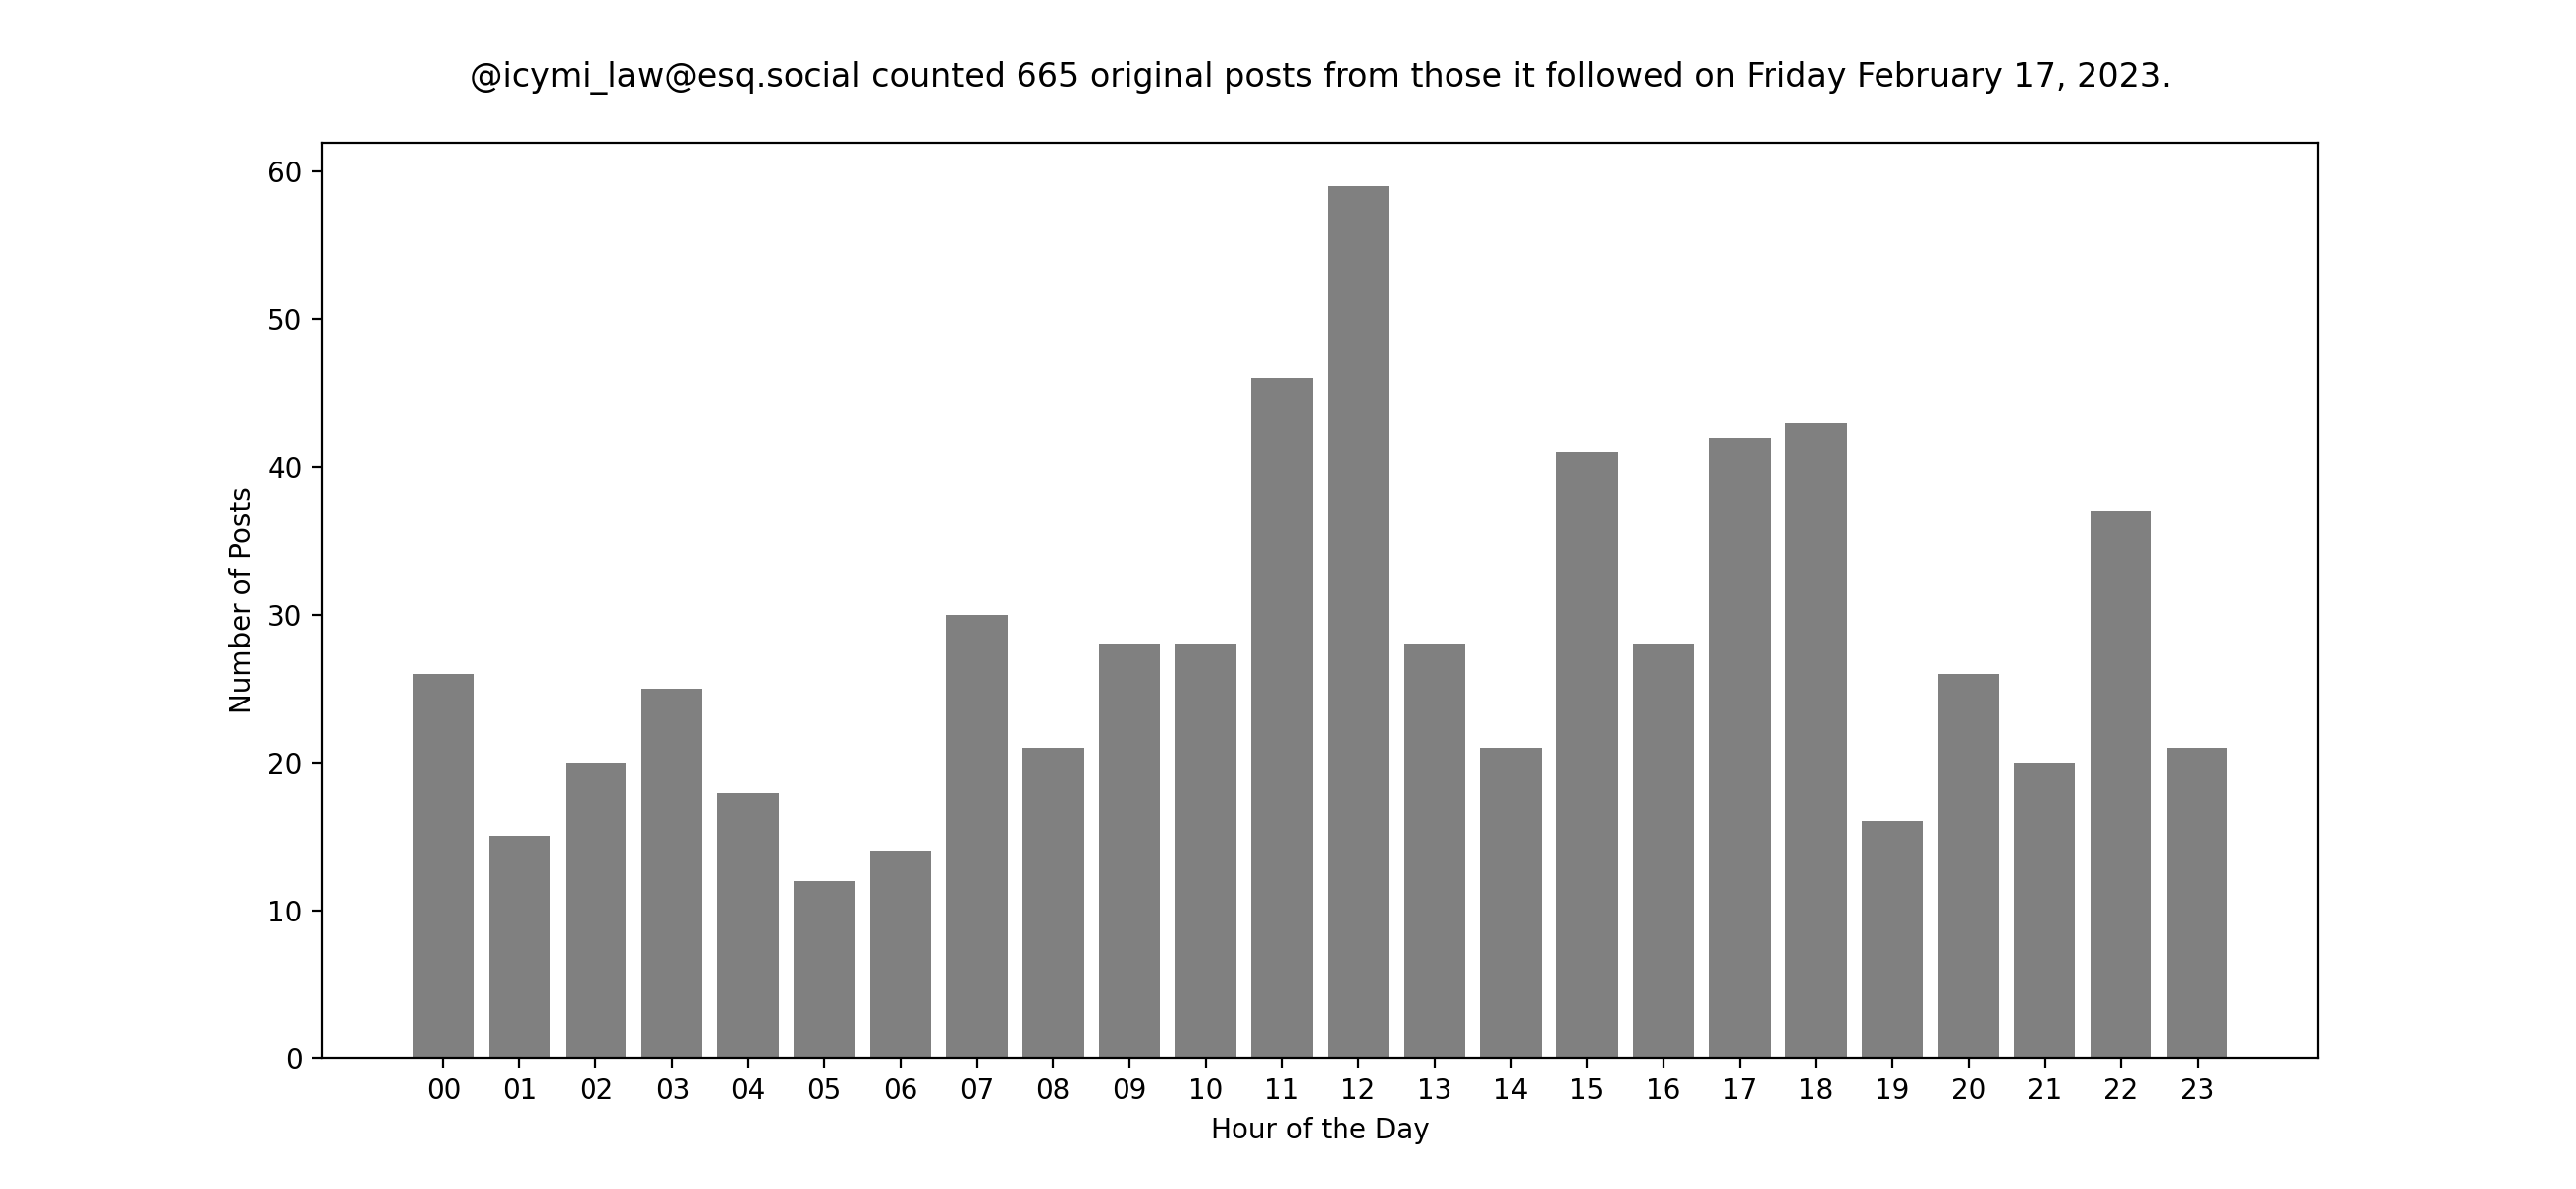 @icymi_law@esq.social counted 665 original posts from those it followed on Friday February 17, 2023.
60
50
40
30
20
10
0
Number of Posts
00 01 02 03 04 05 06 07 08 09 10 11 12 13 14 15 16 17 18 19 20 21 22 23
Hour of the Day